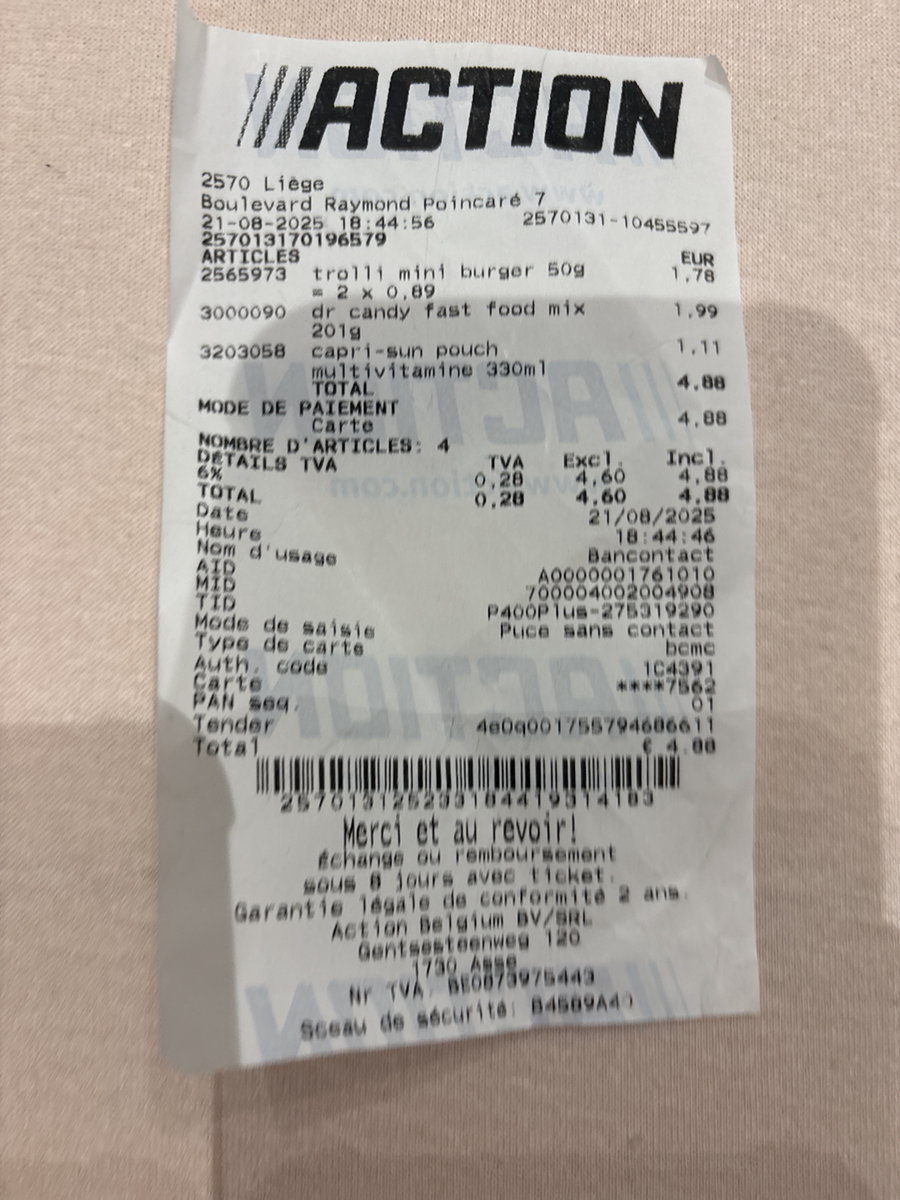 ACTION
2570 Liège
Boulevard Raymond Poincaré 7
21-08-2025 18:44:56 2570131-10455597
257013170196579
ARTICLES EUR
2565973 trolli mini burger 50g 1,78
= 2 x 0,89
3000090 dr candy fast food mix 1,99
201g
3203058 capri-sun pouch 1,11
multivitamine 330ml
TOTAL 4,88
MODE DE PAIEMENT
Carte 4,88
NOMBRE D'ARTICLES: 4
DÉTAILS TVA TVA Excl. Incl.
6% 0,28 4,60 4,88
TOTAL 0,28 4,60 4,88
Date 21/08/2025
Heure 18:44:46
Nom d'usage Bancontact
AID A0000001761010
MID 700004002004908
TID P400Plus-275319290
Mode de saisie Puce sans contact
Type de carte bcmc
Auth. code 1C4391
Carte ****7562
PAN seq. 01
Tender 4e0q001755794686611
Total € 4.88
257013125233184419314183
Merci et au revoir!
échange ou remboursement
sous 8 jours avec ticket.
Garantie légale de conformité 2 ans.
Action Belgium BV/SRL
Gentsesteenweg 120
1730 Asse
Nr TVA: BE0873975443
Sceau de sécurité: